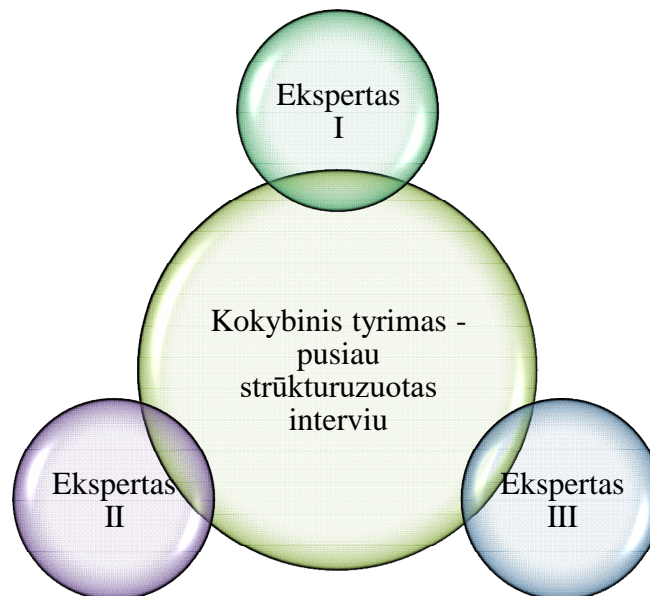 Ekspertas
I
Kokybinis tyrimas -
pusiau
strūkturuzuotas
interviu
Ekspertas
II
Ekspertas
III